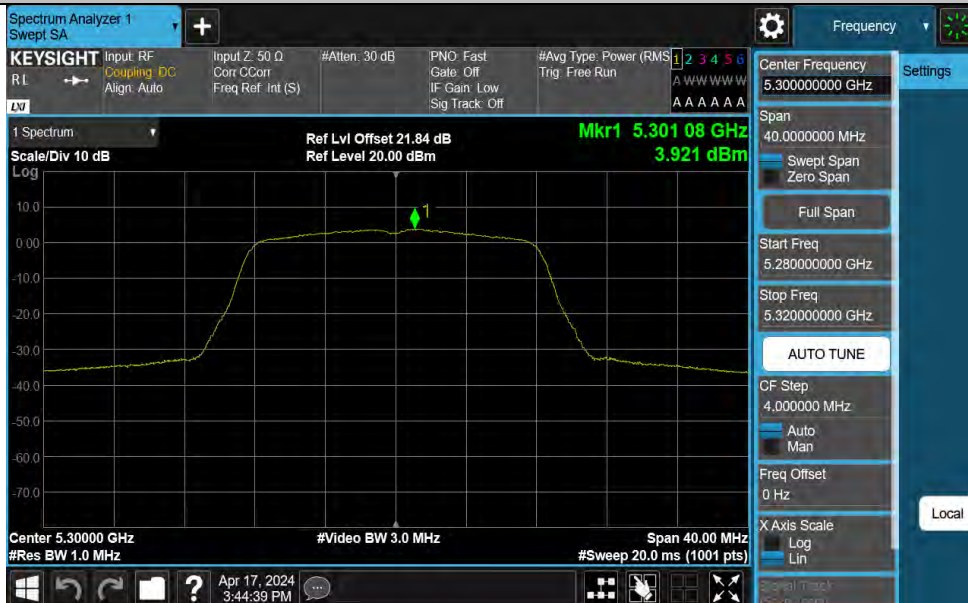 Spectrum Analyzer 1
Swept SA
+
Frequency
KEYSIGHT
RL
LXI
Input: RF
Coupling: DC
Align: Auto
Input Z: 50 Ω
Corr CCorr
Freq Ref: Int (S)
#Atten: 30 dB
PNO: Fast
Gate: Off
IF Gain: Low
Sig Track: Off
#Avg Type: Power (RMS
Trig: Free Run
1 2 3 4 5 6
A W W W W W
A A A A A A
Center Frequency
5.300000000 GHz
Settings
Span
40.0000000 MHz
Swept Span
Zero Span
Full Span
Start Freq
5.280000000 GHz
Stop Freq
5.320000000 GHz
AUTO TUNE
CF Step
4.000000 MHz
Auto
Man
Freq Offset
0 Hz
X Axis Scale
Log
Lin
Signal Track
Local
1 Spectrum
Scale/Div 10 dB
Log
Ref Lvl Offset 21.84 dB
Ref Level 20.00 dBm
Mkr1 5.301 08 GHz
3.921 dBm
1
10.0
0.00
-10.0
-20.0
-30.0
-40.0
-50.0
-60.0
-70.0
Center 5.30000 GHz
#Res BW 1.0 MHz
#Video BW 3.0 MHz
Span 40.00 MHz
#Sweep 20.0 ms (1001 pts)
?
Apr 17, 2024
3:44:39 PM